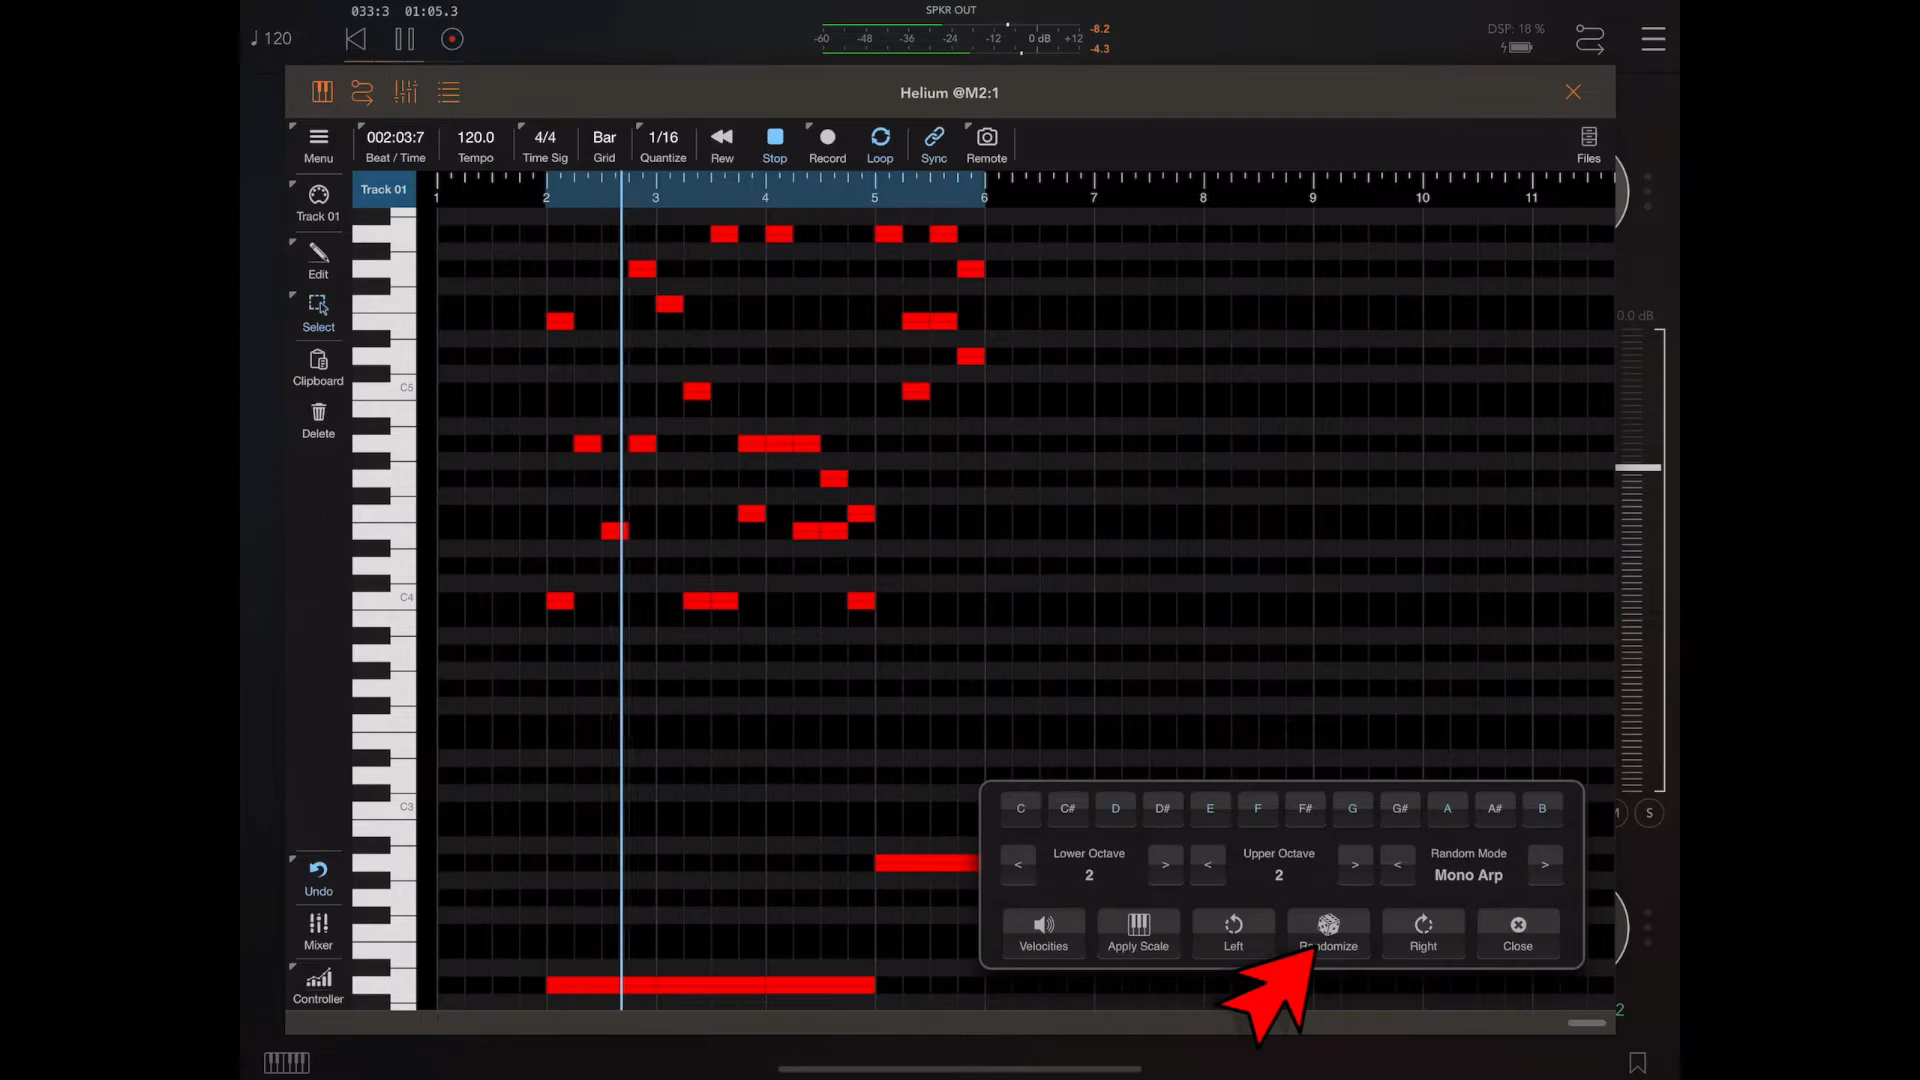 033:3 01:05.3
♩120
SPKR OUT
-60 -48 -36 -24 -12 0 dB +12
-8.2
-4.3
DSP: 18 %
Helium @M2:1
Menu
002:03:7
Beat / Time
120.0
Tempo
4/4
Time Sig
Bar
Grid
1/16
Quantize
Rew
Stop
Record
Loop
Sync
Remote
Files
Track 01
1 2 3 4 5 6 7 8 9 10 11
Track 01
Edit
Select
Clipboard
Delete
C5
C4
C3
0.0 dB
S
C C# D D# E F F# G G# A A# B
Lower Octave
2
Upper Octave
2
Random Mode
Mono Arp
< > < > < >
Velocities
Apply Scale
Left
Randomize
Right
Close
Undo
Mixer
Controller
2